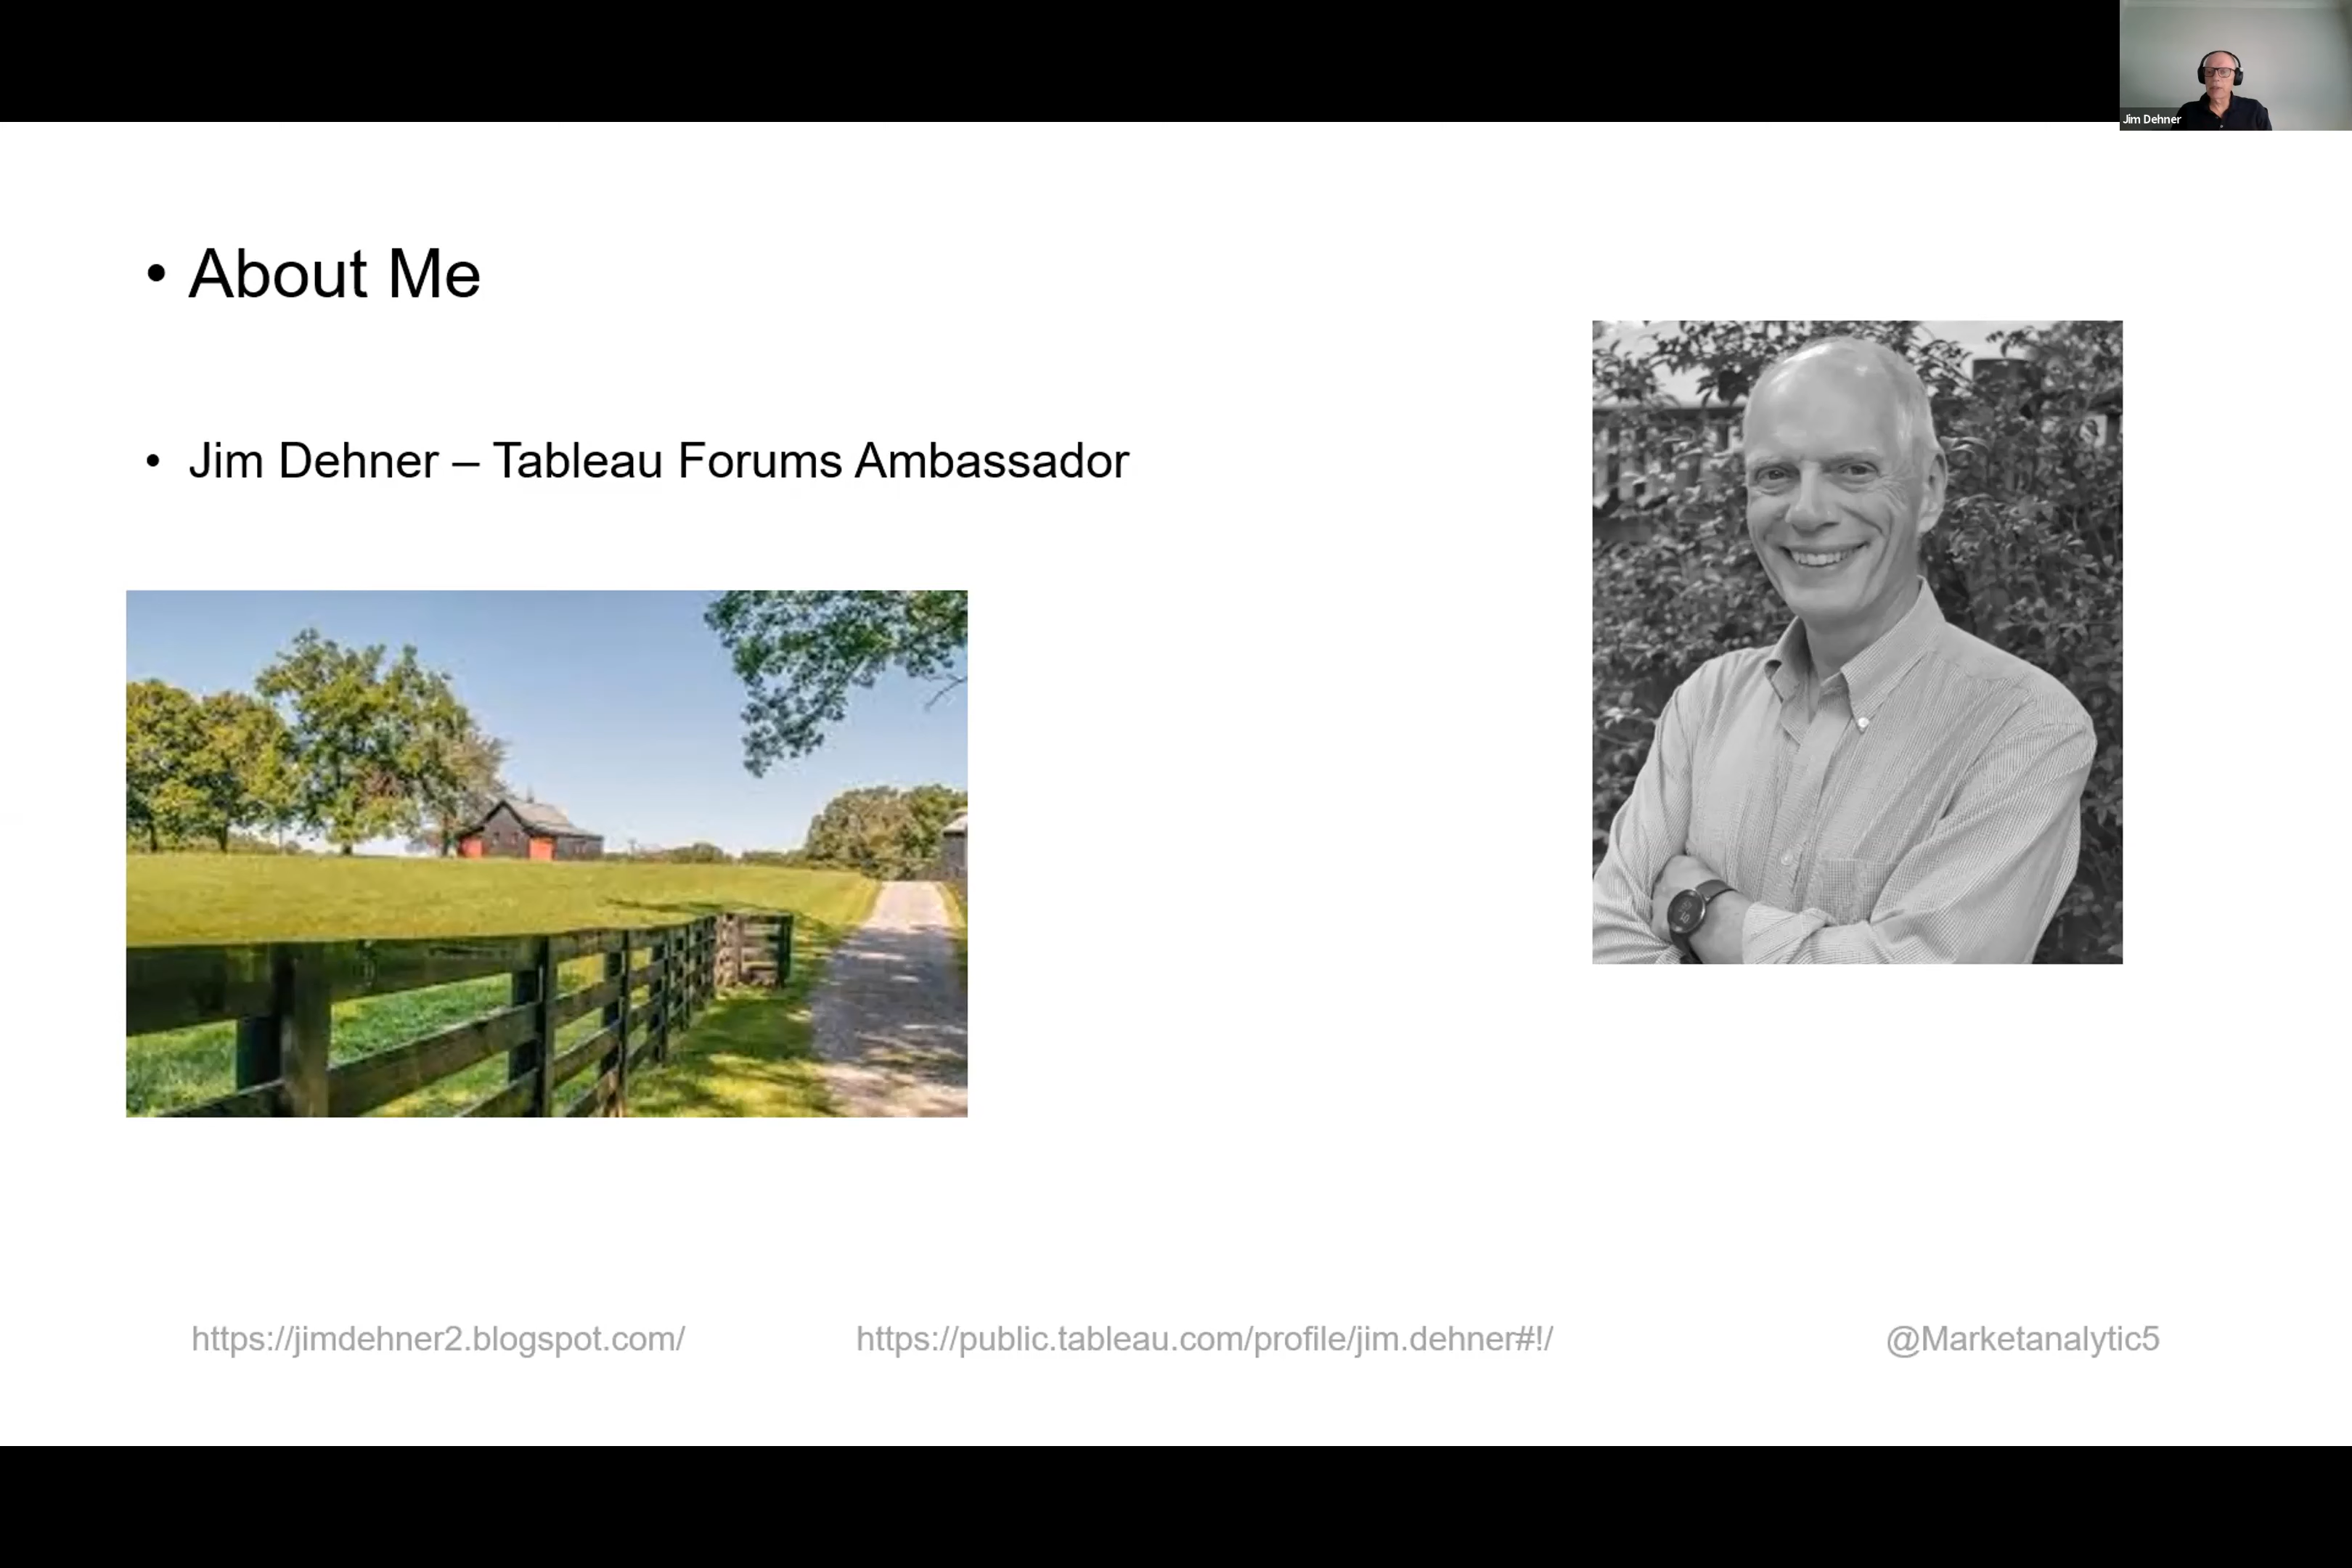 Jim Dehner
• About Me
• Jim Dehner – Tableau Forums Ambassador
https://jimdehner2.blogspot.com/
https://public.tableau.com/profile/jim.dehner#!/
@Marketanalytic5